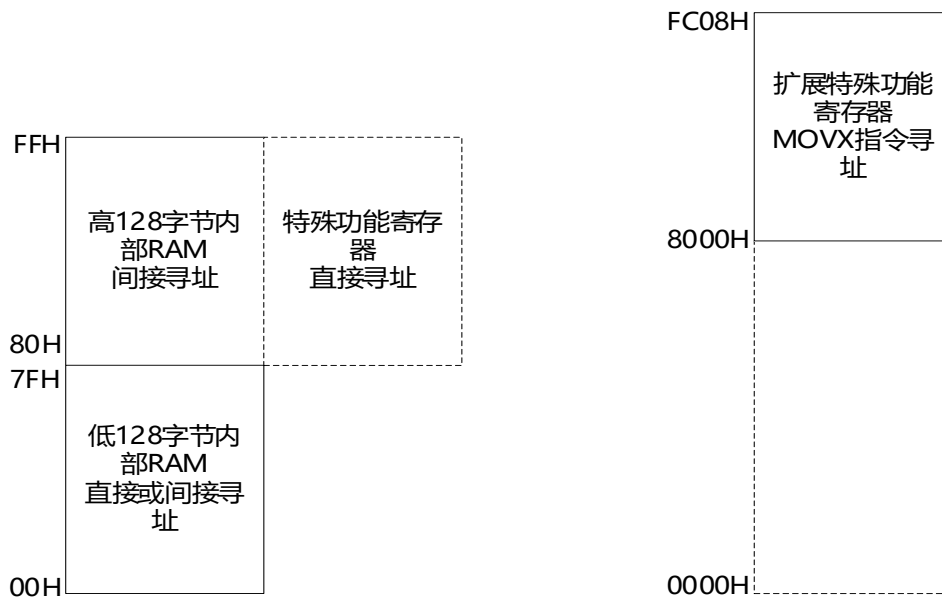 FC08H
扩展特殊功能
寄存器
MOVX指令寻
址
8000H
0000H
FFH
高128字节内
部RAM
间接寻址
特殊功能寄存
器
直接寻址
80H
7FH
低128字节内
部RAM
直接或间接寻
址
00H